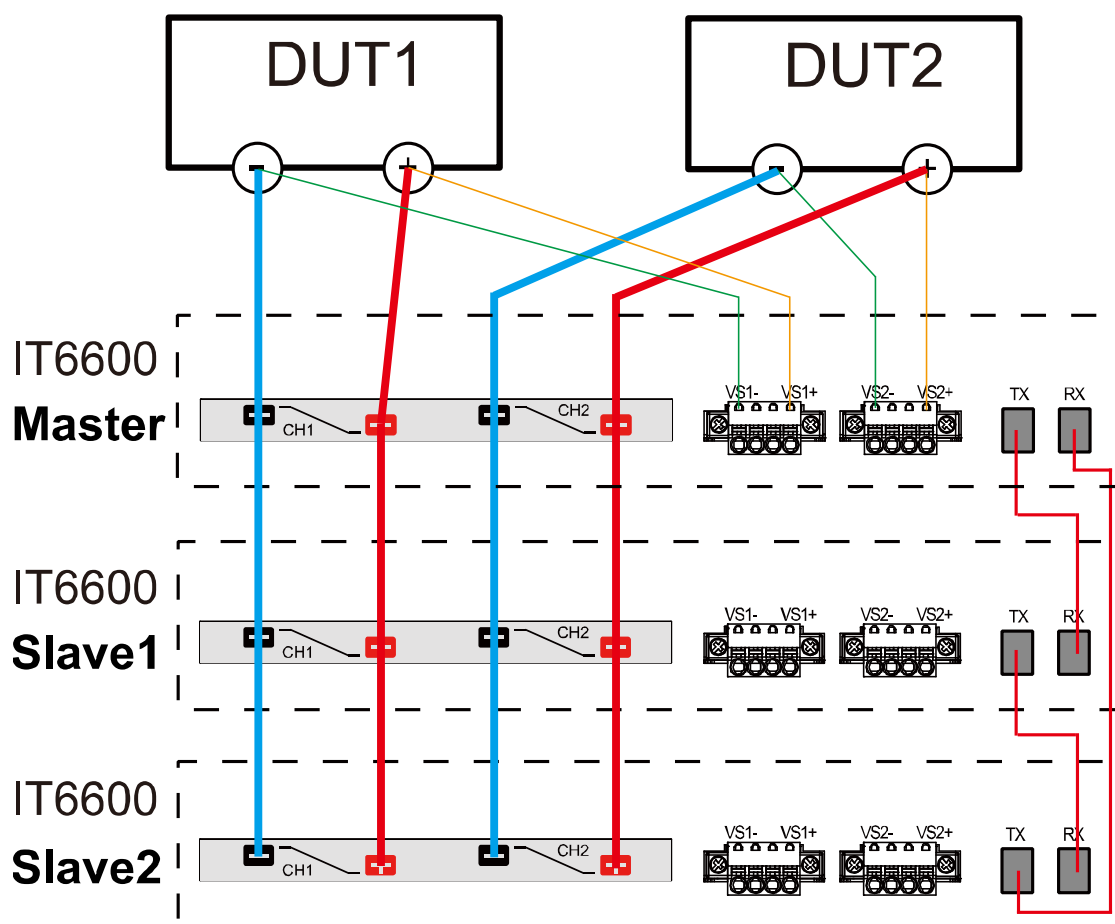 DUT1 DUT2
- + - +
IT6600
Master
CH1 CH2 VS1- VS1+ VS2- VS2+ TX RX
IT6600
Slave1
CH1 CH2 VS1- VS1+ VS2- VS2+ TX RX
IT6600
Slave2
CH1 CH2 VS1- VS1+ VS2- VS2+ TX RX